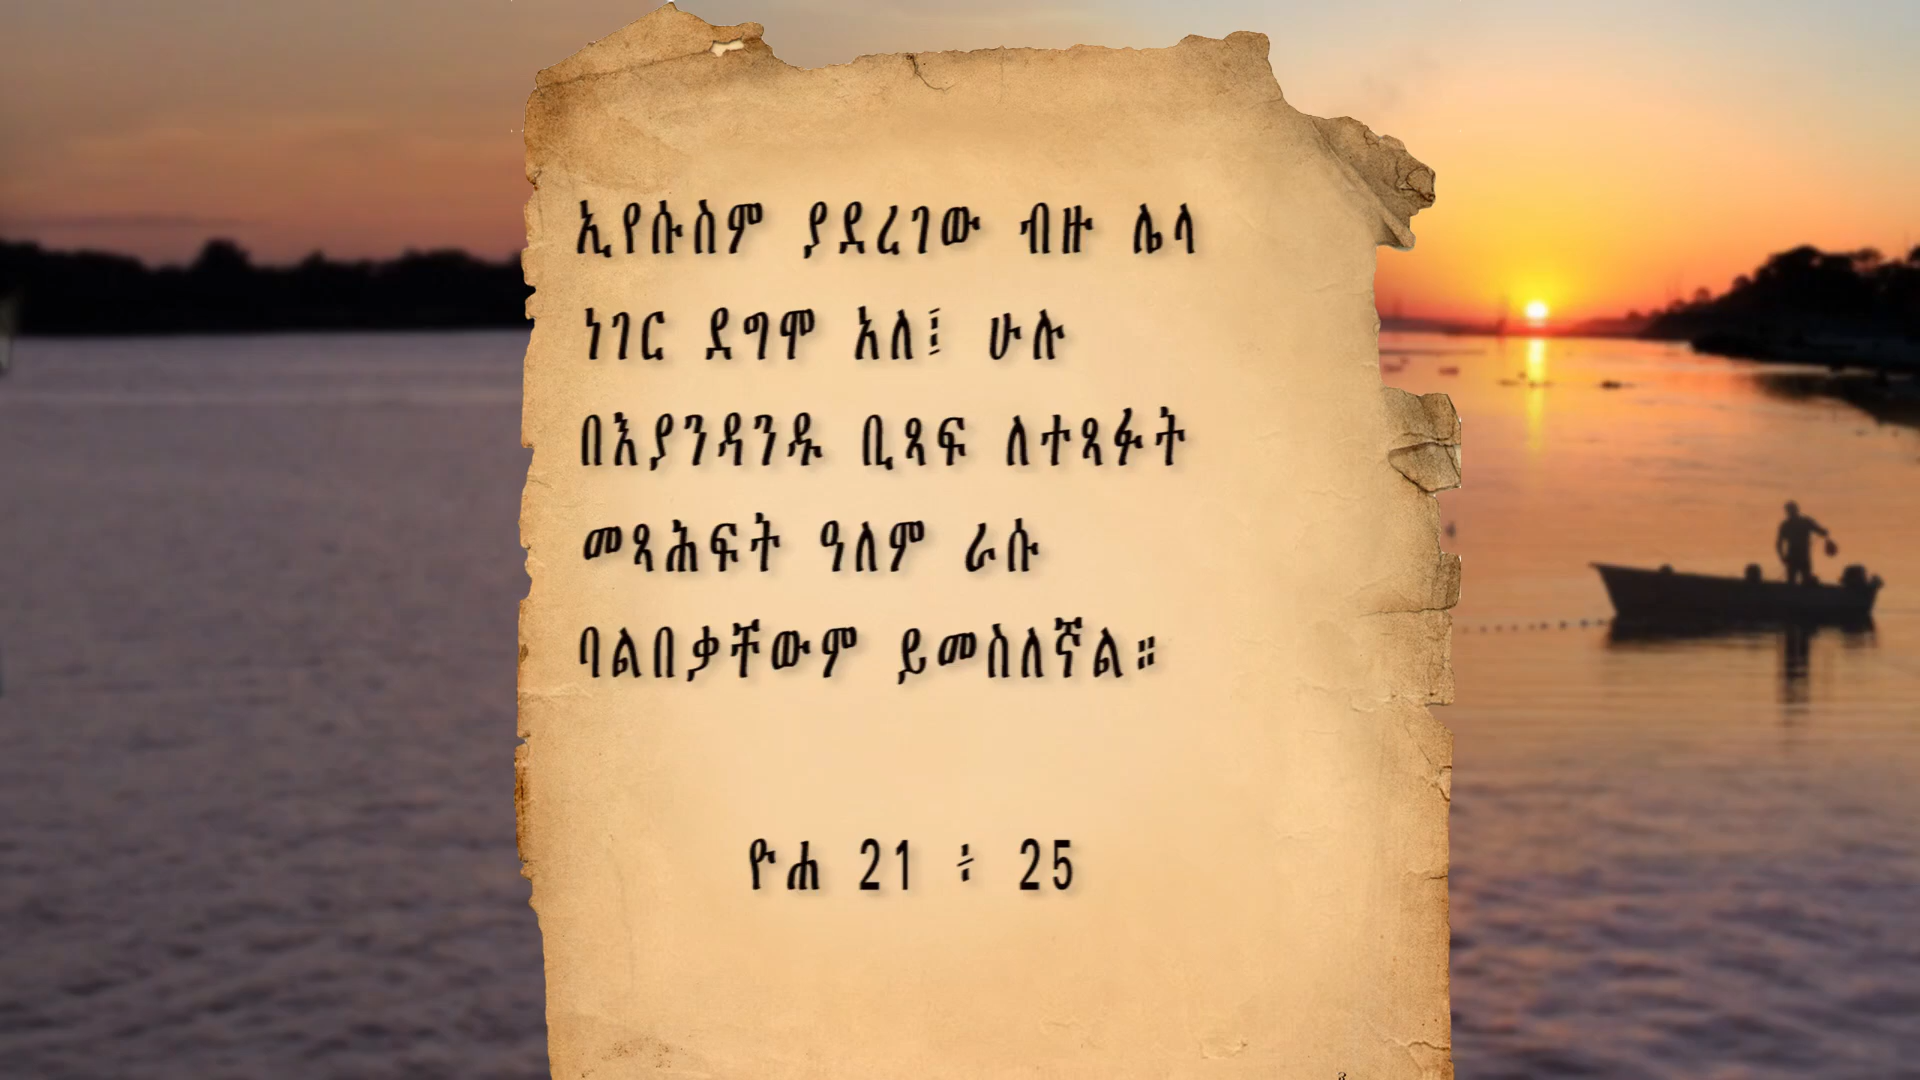 ኢየሱስም ያደረገው ብዙ ሌላ
ነገር ደግሞ አለ፤ ሁሉ
በእያንዳንዱ ቢጻፍ ለተጻፉት
መጻሕፍት ዓለም ራሱ
ባልበቃቸውም ይመስለኛል።
ዮሐ 21 ፥ 25